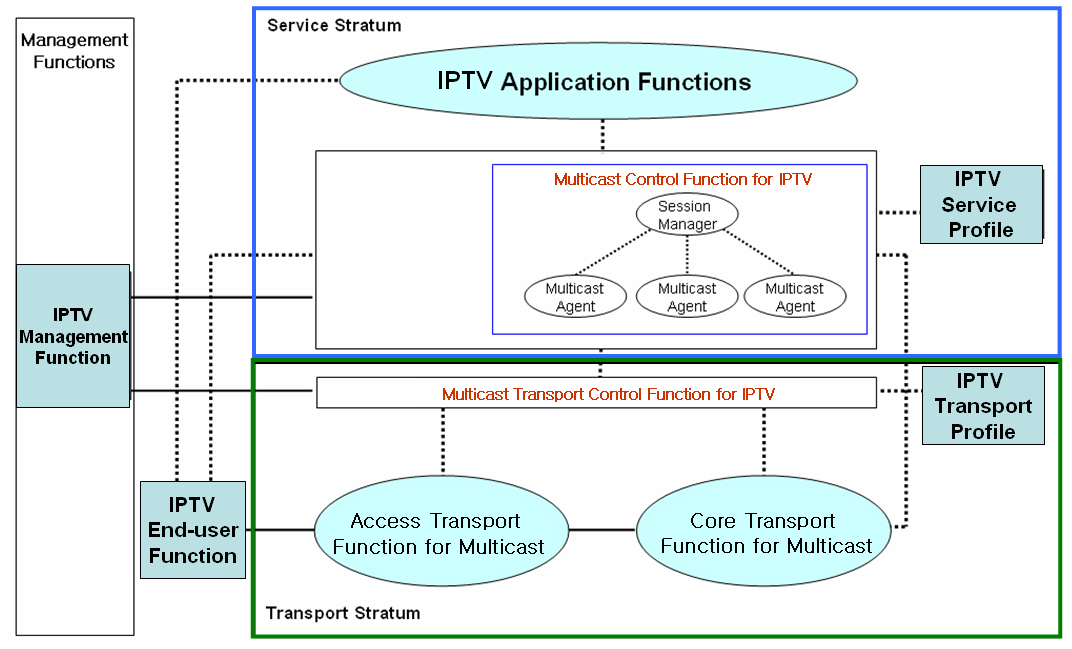 Management
Functions
Service Stratum
IPTV Application Functions
Multicast Control Function for IPTV
Session
Manager
Multicast
Agent
Multicast
Agent
Multicast
Agent
IPTV
Service
Profile
IPTV
Management
Function
Multicast Transport Control Function for IPTV
IPTV
Transport
Profile
IPTV
End-user
Function
Access Transport
Function for Multicast
Core Transport
Function for Multicast
Transport Stratum